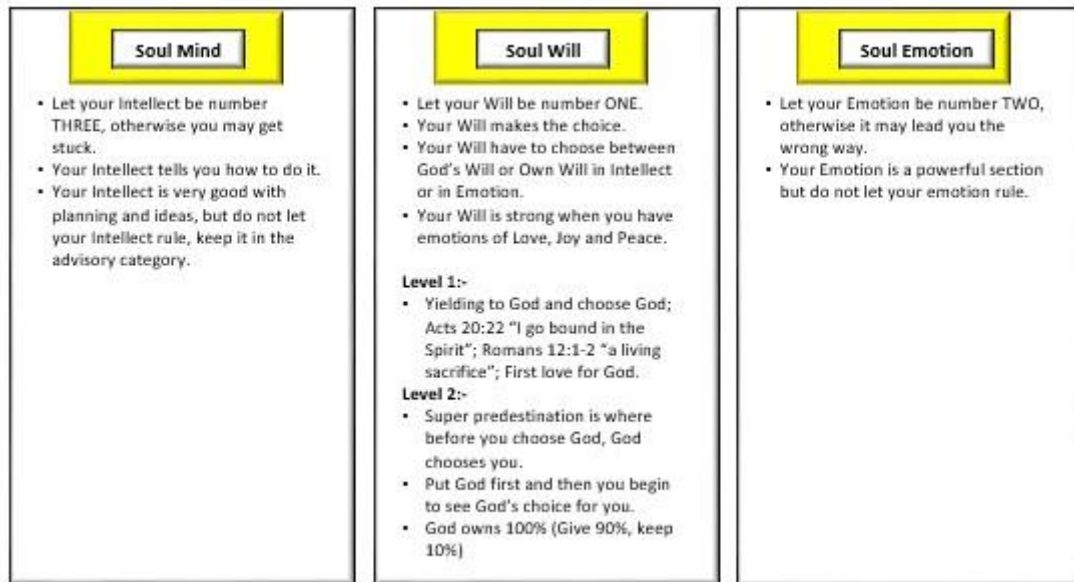 Soul Mind
• Let your Intellect be number
THREE, otherwise you may get
stuck.
• Your Intellect tells you how to do it.
• Your Intellect is very good with
planning and ideas, but do not let
your Intellect rule, keep it in the
advisory category.
Soul Will
• Let your Will be number ONE.
• Your Will makes the choice.
• Your Will have to choose between
God's Will or Own Will in Intellect
or in Emotion.
• Your Will is strong when you have
emotions of Love, Joy and Peace.
Level 1:-
• Yielding to God and choose God;
Acts 20:22 "I go bound in the
Spirit"; Romans 12:1-2 "a living
sacrifice"; First love for God.
Level 2:-
• Super predestination is where
before you choose God, God
chooses you.
• Put God first and then you begin
to see God's choice for you.
• God owns 100% (Give 90%, keep
10%)
Soul Emotion
• Let your Emotion be number TWO,
otherwise it may lead you the
wrong way.
• Your Emotion is a powerful section
but do not let your emotion rule.